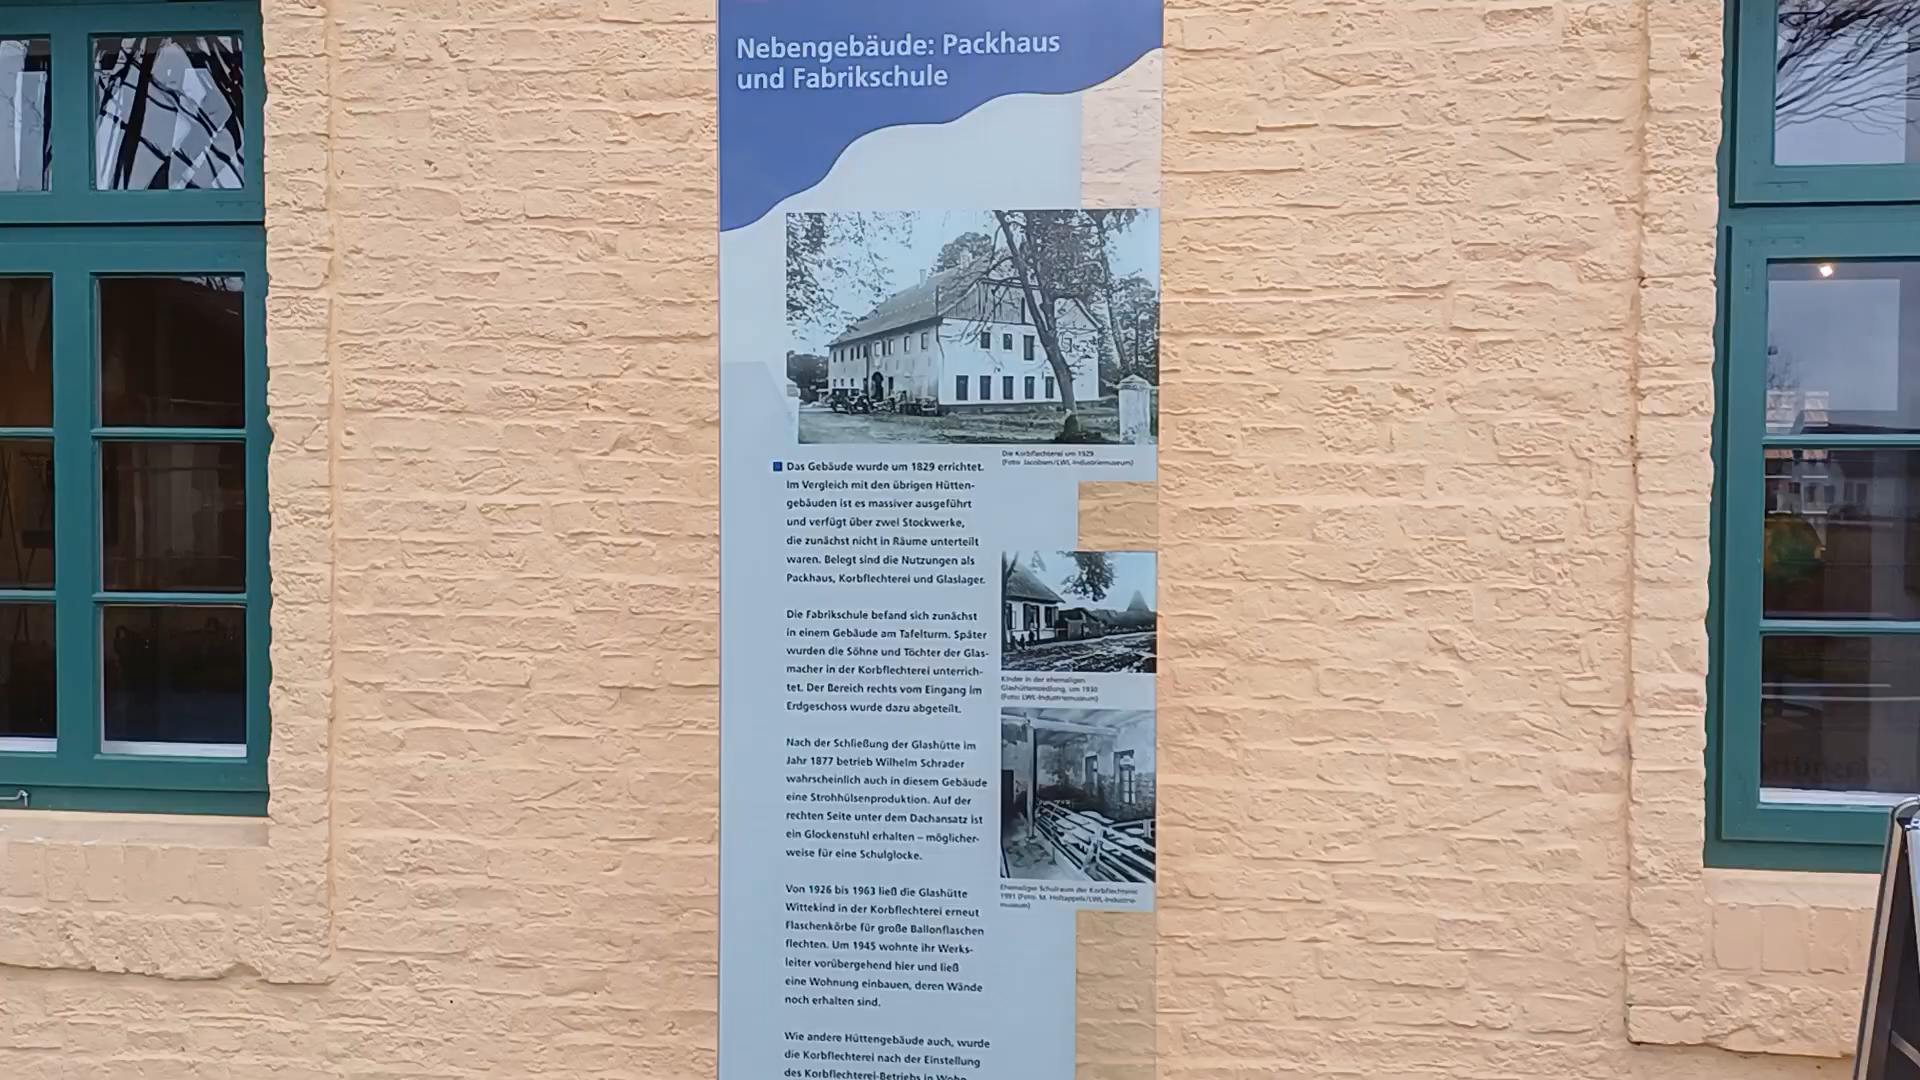 Nebengebäude: Packhaus
und Fabrikschule
Die Korbflechterei um 1929
(Foto: Jacobsen/LWL-Industriemuseum)
Das Gebäude wurde um 1829 errichtet.
Im Vergleich mit den übrigen Hütten-
gebäuden ist es massiver ausgeführt
und verfügt über zwei Stockwerke,
die zunächst nicht in Räume unterteilt
waren. Belegt sind die Nutzungen als
Packhaus, Korbflechterei und Glaslager.
Die Fabrikschule befand sich zunächst
in einem Gebäude am Tafelturm. Später
wurden die Söhne und Töchter der Glas-
macher in der Korbflechterei unterrich-
tet. Der Bereich rechts vom Eingang im
Erdgeschoss wurde dazu abgeteilt.
Kinder in der ehemaligen
Glashüttensiedlung, um 1930
(Foto: LWL-Industriemuseum)
Nach der Schließung der Glashütte im
Jahr 1877 betrieb Wilhelm Schrader
wahrscheinlich auch in diesem Gebäude
eine Strohhülsenproduktion. Auf der
rechten Seite unter dem Dachansatz ist
ein Glockenstuhl erhalten – möglicher-
weise für eine Schulglocke.
Ehemaliger Schulraum der Korbflechterei
1991 (Foto: M. Holtappels/LWL-Industrie-
museum)
Von 1926 bis 1963 ließ die Glashütte
Wittekind in der Korbflechterei erneut
Flaschenkörbe für große Ballonflaschen
flechten. Um 1945 wohnte ihr Werks-
leiter vorübergehend hier und ließ
eine Wohnung einbauen, deren Wände
noch erhalten sind.
Wie andere Hüttengebäude auch, wurde
die Korbflechterei nach der Einstellung
des Korbflechterei-Betriebs in Wohn-